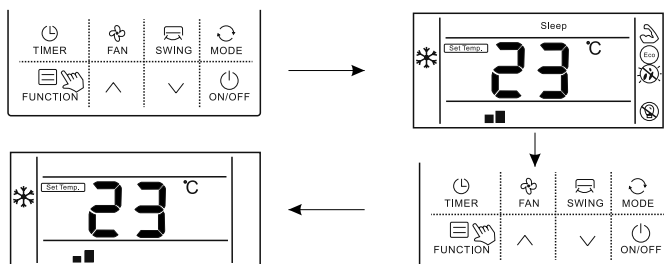 TIMER FAN SWING MODE
FUNCTION ON/OFF
Sleep
Set Temp. 23 °C
Eco
TIMER FAN SWING MODE
FUNCTION ON/OFF
Set Temp. 23 °C